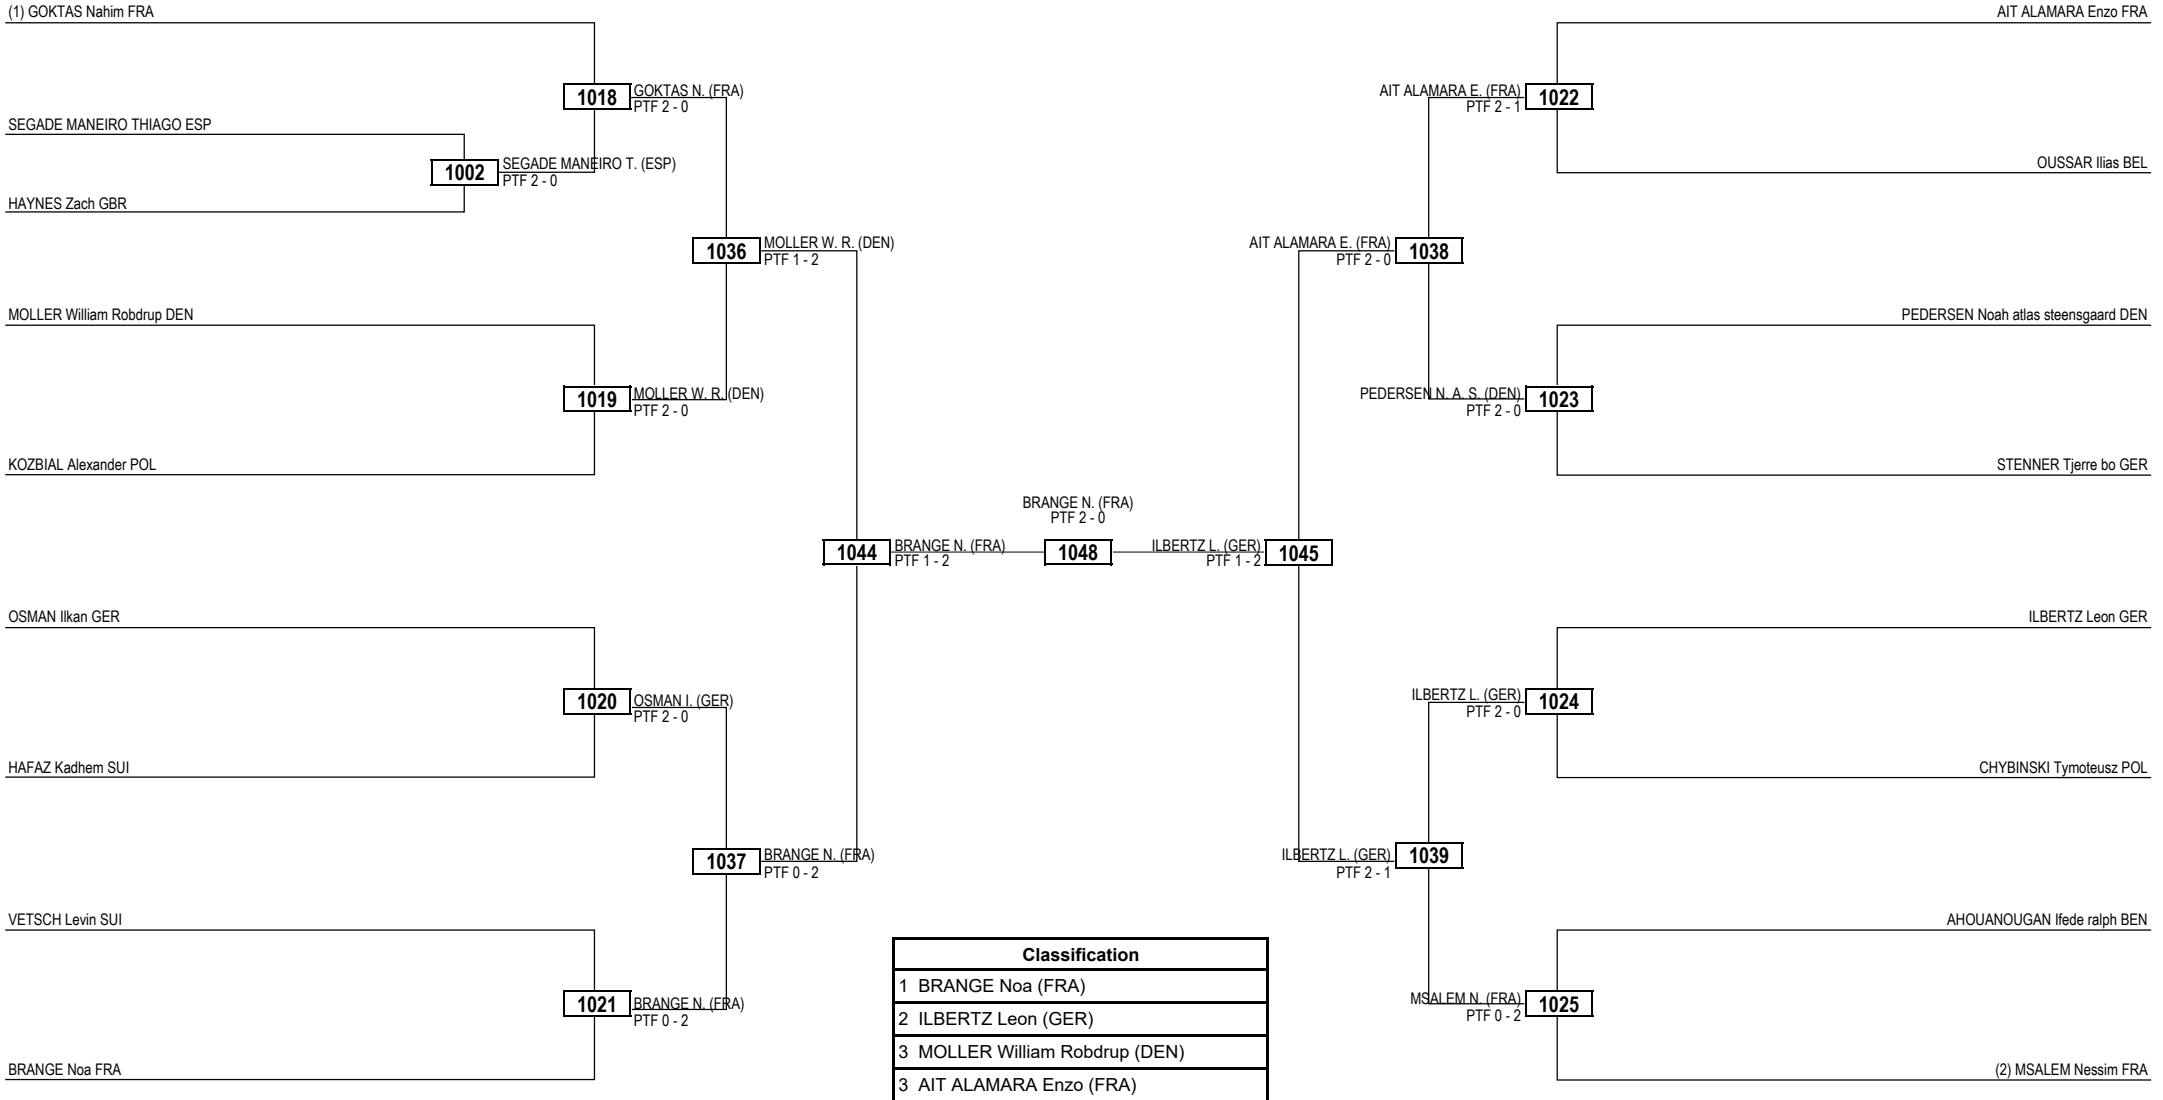 (1) GOKTAS Nahim FRA
AIT ALAMARA Enzo FRA
1018
GOKTAS N. (FRA)
PTF 2 - 0
AIT ALAMARA E. (FRA)
PTF 2 - 1
1022
SEGADE MANEIRO THIAGO ESP
1002
SEGADE MANEIRO T. (ESP)
PTF 2 - 0
OUSSAR Ilias BEL
HAYNES Zach GBR
1036
MOLLER W. R. (DEN)
PTF 1 - 2
AIT ALAMARA E. (FRA)
PTF 2 - 0
1038
MOLLER William Robdrup DEN
PEDERSEN Noah atlas steensgaard DEN
1019
MOLLER W. R. (DEN)
PTF 2 - 0
PEDERSEN N. A. S. (DEN)
PTF 2 - 0
1023
KOZBIAL Alexander POL
STENNER Tjerre bo GER
BRANGE N. (FRA)
PTF 2 - 0
1044
BRANGE N. (FRA)
PTF 1 - 2
1048
ILBERTZ L. (GER)
PTF 1 - 2
1045
OSMAN Ilkan GER
ILBERTZ Leon GER
1020
OSMAN I. (GER)
PTF 2 - 0
ILBERTZ L. (GER)
PTF 2 - 0
1024
HAFAZ Kadhem SUI
CHYBINSKI Tymoteusz POL
1037
BRANGE N. (FRA)
PTF 0 - 2
ILBERTZ L. (GER)
PTF 2 - 1
1039
VETSCH Levin SUI
AHOUANOUGAN Ifede ralph BEN
1021
BRANGE N. (FRA)
PTF 0 - 2
MSALEM N. (FRA)
PTF 0 - 2
1025
BRANGE Noa FRA
(2) MSALEM Nessim FRA
Classification
1 BRANGE Noa (FRA)
2 ILBERTZ Leon (GER)
3 MOLLER William Robdrup (DEN)
3 AIT ALAMARA Enzo (FRA)